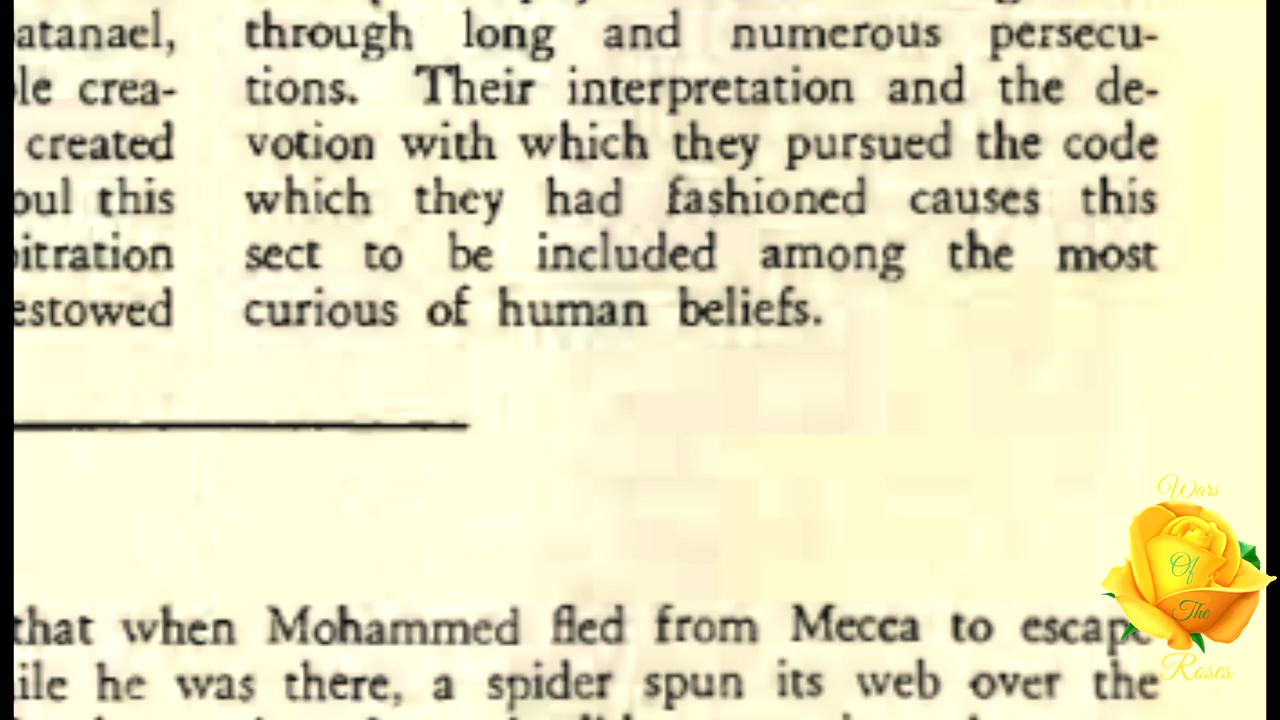 atanael,
le crea-
created
oul this
bitration
estowed
through long and numerous persecu-
tions. Their interpretation and the de-
votion with which they pursued the code
which they had fashioned causes this
sect to be included among the most
curious of human beliefs.
that when Mohammed fled from Mecca to escape
ile he was there, a spider spun its web over the
Wars
Of
The
Roses